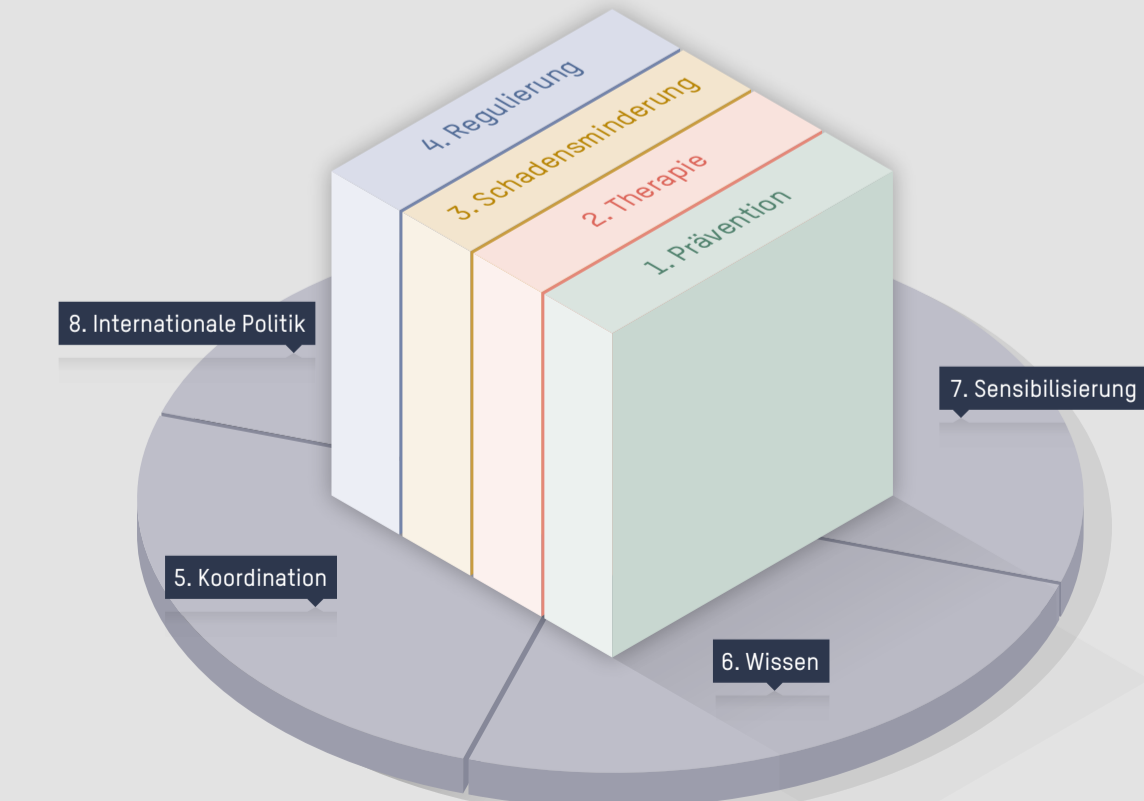 4. Regulierung
3. Schadensminderung
2. Therapie
1. Prävention
8. Internationale Politik
7. Sensibilisierung
5. Koordination
6. Wissen